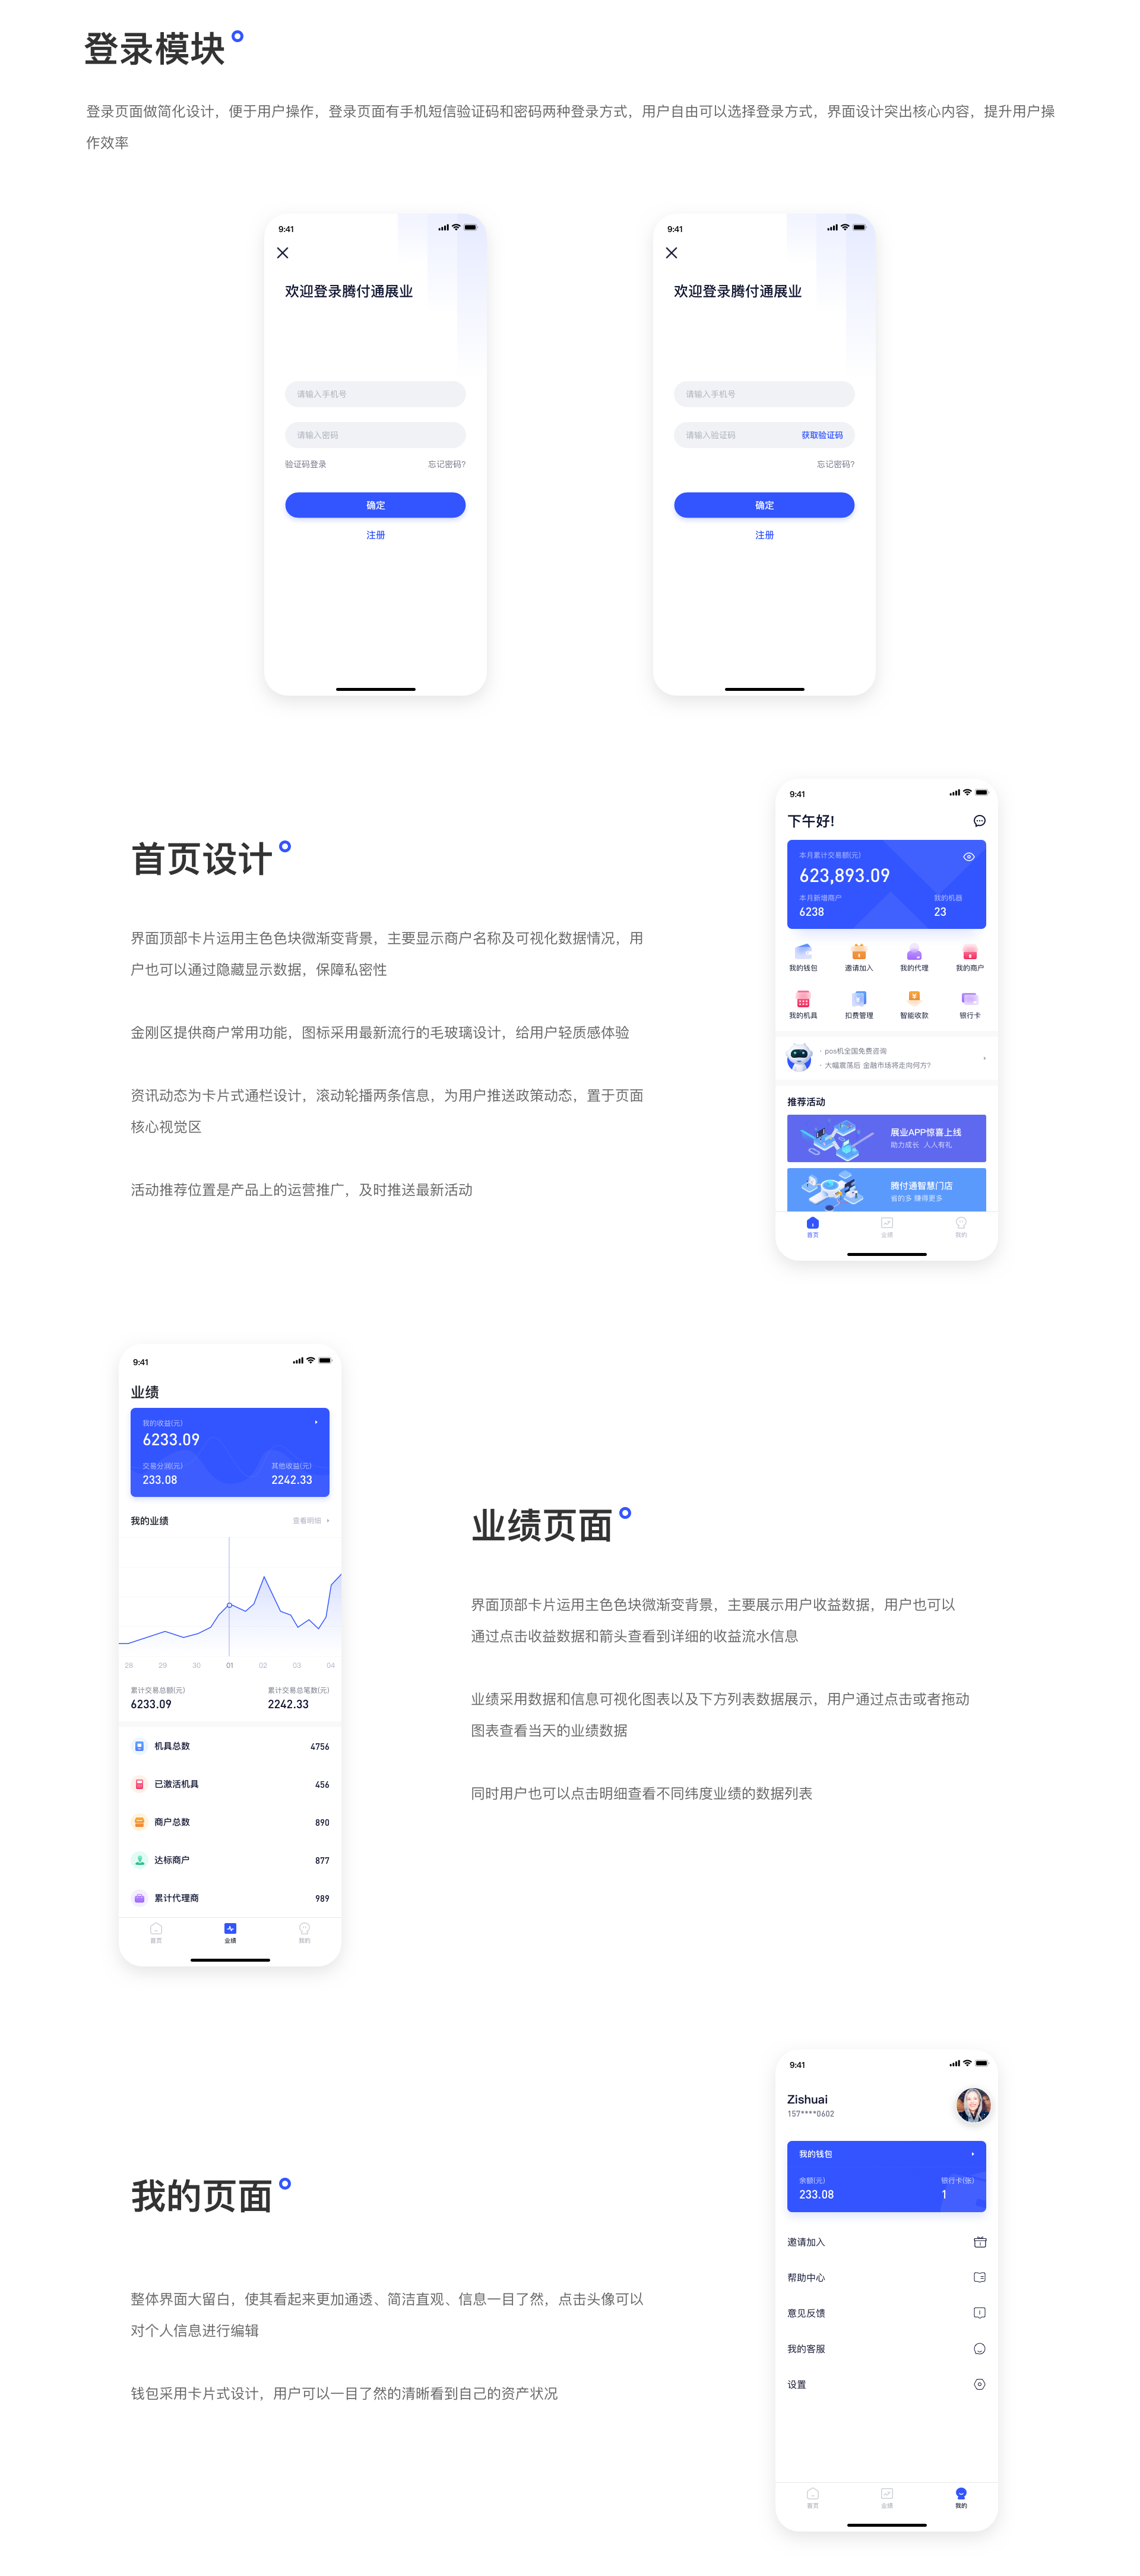 登录模块
登录页面做简化设计，便于用户操作，登录页面有手机短信验证码和密码两种登录方式，用户自由可以选择登录方式，界面设计突出核心内容，提升用户操
作效率
9:41
欢迎登录腾付通展业
请输入手机号
请输入密码
验证码登录 忘记密码?
确定
注册
9:41
欢迎登录腾付通展业
请输入手机号
请输入验证码 获取验证码
忘记密码?
确定
注册
首页设计
界面顶部卡片运用主色色块微渐变背景，主要显示商户名称及可视化数据情况，用
户也可以通过隐藏显示数据，保障私密性
金刚区提供商户常用功能，图标采用最新流行的毛玻璃设计，给用户轻质感体验
资讯动态为卡片式通栏设计，滚动轮播两条信息，为用户推送政策动态，置于页面
核心视觉区
活动推荐位置是产品上的运营推广，及时推送最新活动
9:41
下午好!
本月累计交易额(元)
623,893.09
本月新增商户 我的机器
6238 23
我的钱包 邀请加入 我的代理 我的商户
我的机具 扣费管理 智能收款 银行卡
· pos机全国免费咨询
· 大幅震荡后 金融市场将走向何方?
推荐活动
展业APP惊喜上线
助力成长 人人有礼
腾付通智慧门店
省的多 赚得更多
首页 业绩 我的
9:41
业绩
我的收益(元)
6233.09
交易分润(元) 其他收益(元)
233.08 2242.33
我的业绩 查看明细
28 29 30 01 02 03 04
累计交易总额(元) 累计交易总笔数(元)
6233.09 2242.33
机具总数 4756
已激活机具 456
商户总数 890
达标商户 877
累计代理商 989
首页 业绩 我的
业绩页面
界面顶部卡片运用主色色块微渐变背景，主要展示用户收益数据，用户也可以
通过点击收益数据和箭头查看到详细的收益流水信息
业绩采用数据和信息可视化图表以及下方列表数据展示，用户通过点击或者拖动
图表查看当天的业绩数据
同时用户也可以点击明细查看不同纬度业绩的数据列表
我的页面
整体界面大留白，使其看起来更加通透、简洁直观、信息一目了然，点击头像可以
对个人信息进行编辑
钱包采用卡片式设计，用户可以一目了然的清晰看到自己的资产状况
9:41
Zishuai
157****0602
我的钱包
余额(元) 银行卡(张)
233.08 1
邀请加入
帮助中心
意见反馈
我的客服
设置
首页 业绩 我的